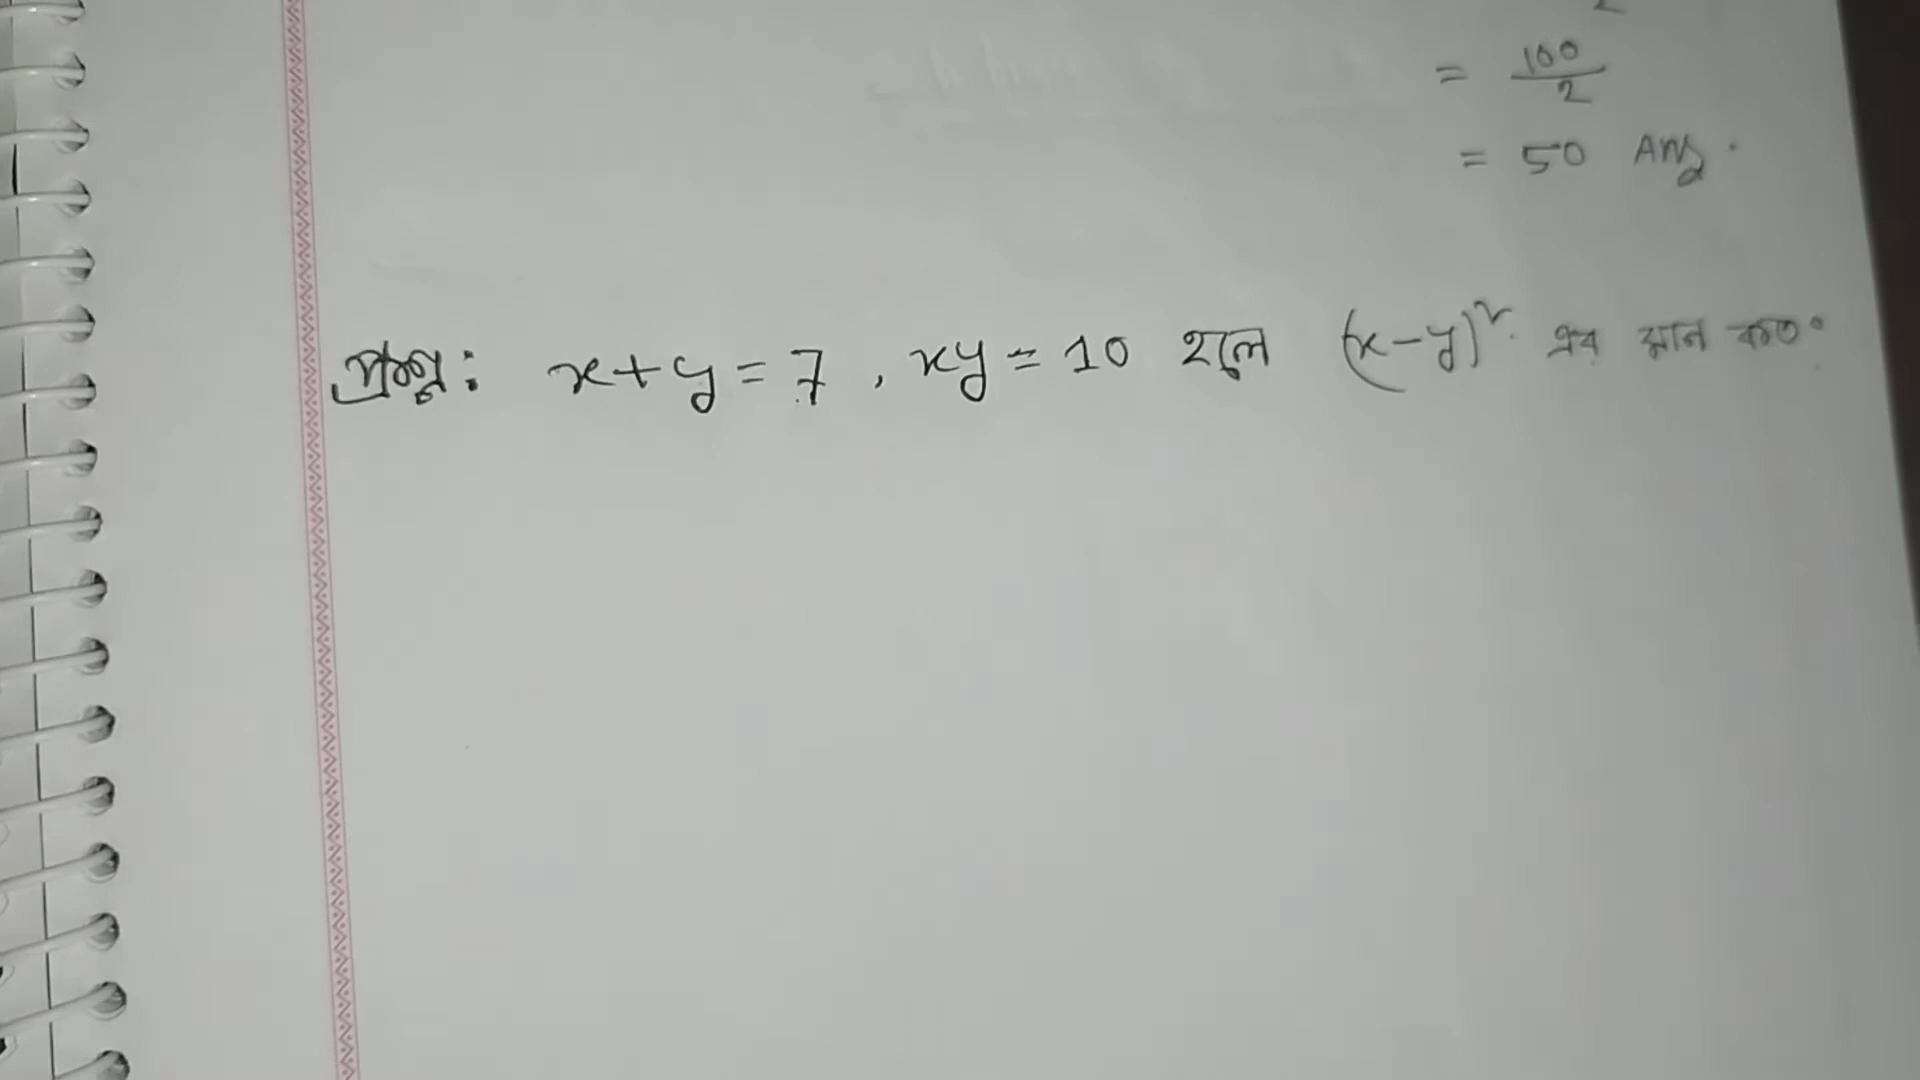 = 100/2
= 50 Ans.
প্রশ্ন: x+y=7, xy=10 হলে (x-y)² এর মান কত?